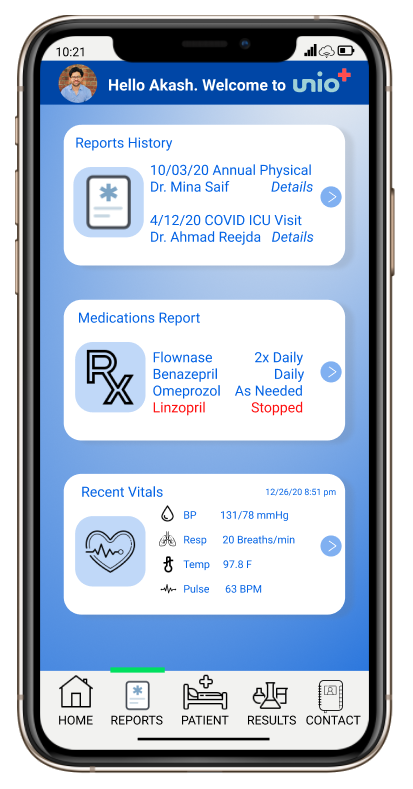 10:21
Hello Akash. Welcome to unio+
Reports History
10/03/20 Annual Physical
Dr. Mina Saif Details
4/12/20 COVID ICU Visit
Dr. Ahmad Reejda Details
Medications Report
Rx
Flownase 2x Daily
Benazepril Daily
Omeprozol As Needed
Linzopril Stopped
Recent Vitals 12/26/20 8:51 pm
BP 131/78 mmHg
Resp 20 Breaths/min
Temp 97.8 F
Pulse 63 BPM
HOME REPORTS PATIENT RESULTS CONTACT